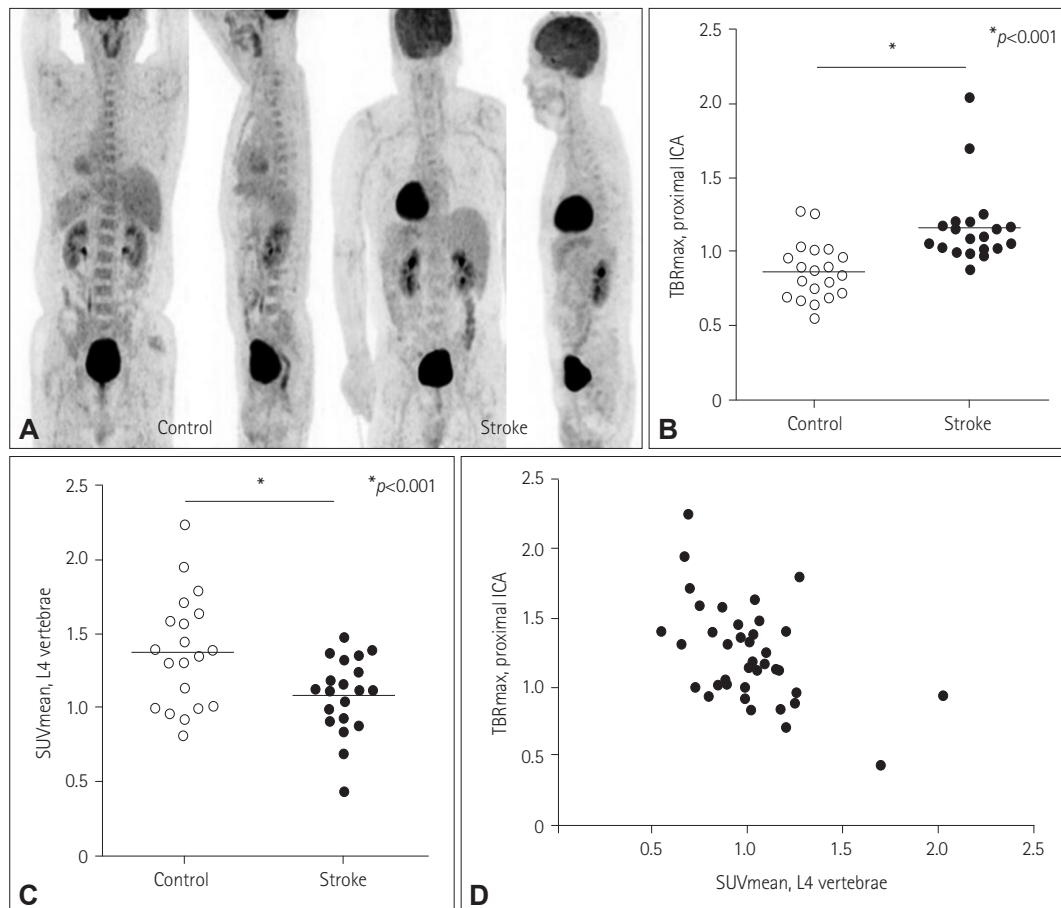 A
Control
Stroke
B
TBRmax, proximal ICA
2.5
2.0
1.5
1.0
0.5
0
*
*p<0.001
Control
Stroke
C
SUVmean, L4 vertebrae
2.5
2.0
1.5
1.0
0.5
0
*
*p<0.001
Control
Stroke
D
TBRmax, proximal ICA
2.5
2.0
1.5
1.0
0.5
0
0.5 1.0 1.5 2.0 2.5
SUVmean, L4 vertebrae